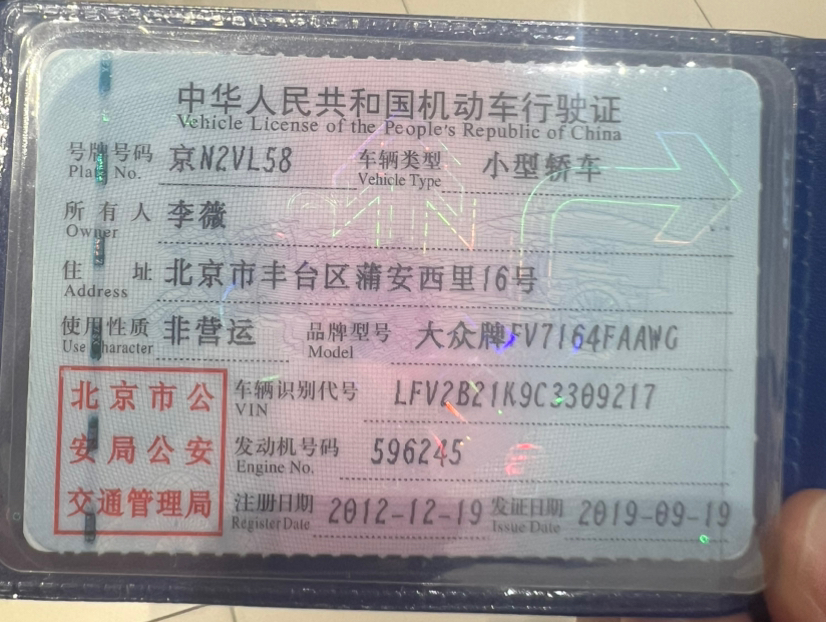 中华人民共和国机动车行驶证
Vehicle License of the People's Republic of China
号牌号码 京N2VL58 车辆类型 小型轿车
Plate No. Vehicle Type
所有人 李薇
Owner
住址 北京市丰台区蒲安西里16号
Address
使用性质 非营运 品牌型号 大众牌FV7164FAAWG
Use Character Model
北京市公 车辆识别代号 LFV2B21K9C3309217
VIN
安局公安 发动机号码 596245
Engine No.
交通管理局 注册日期 2012-12-19 发证日期 2019-09-19
Register Date Issue Date